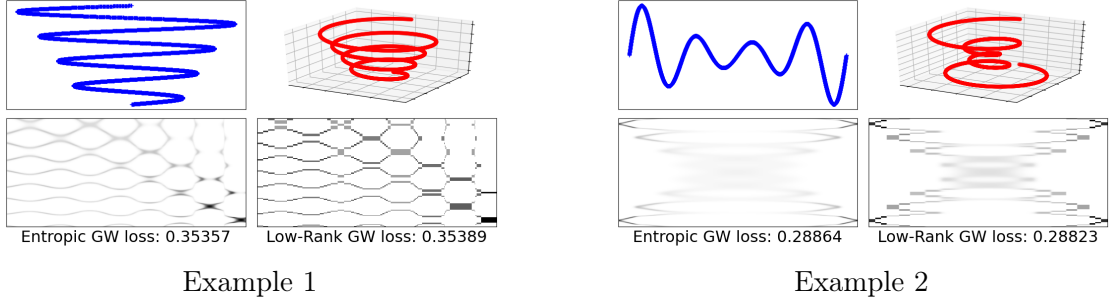 Entropic GW loss: 0.35357
Low-Rank GW loss: 0.35389
Entropic GW loss: 0.28864
Low-Rank GW loss: 0.28823
Example 1
Example 2